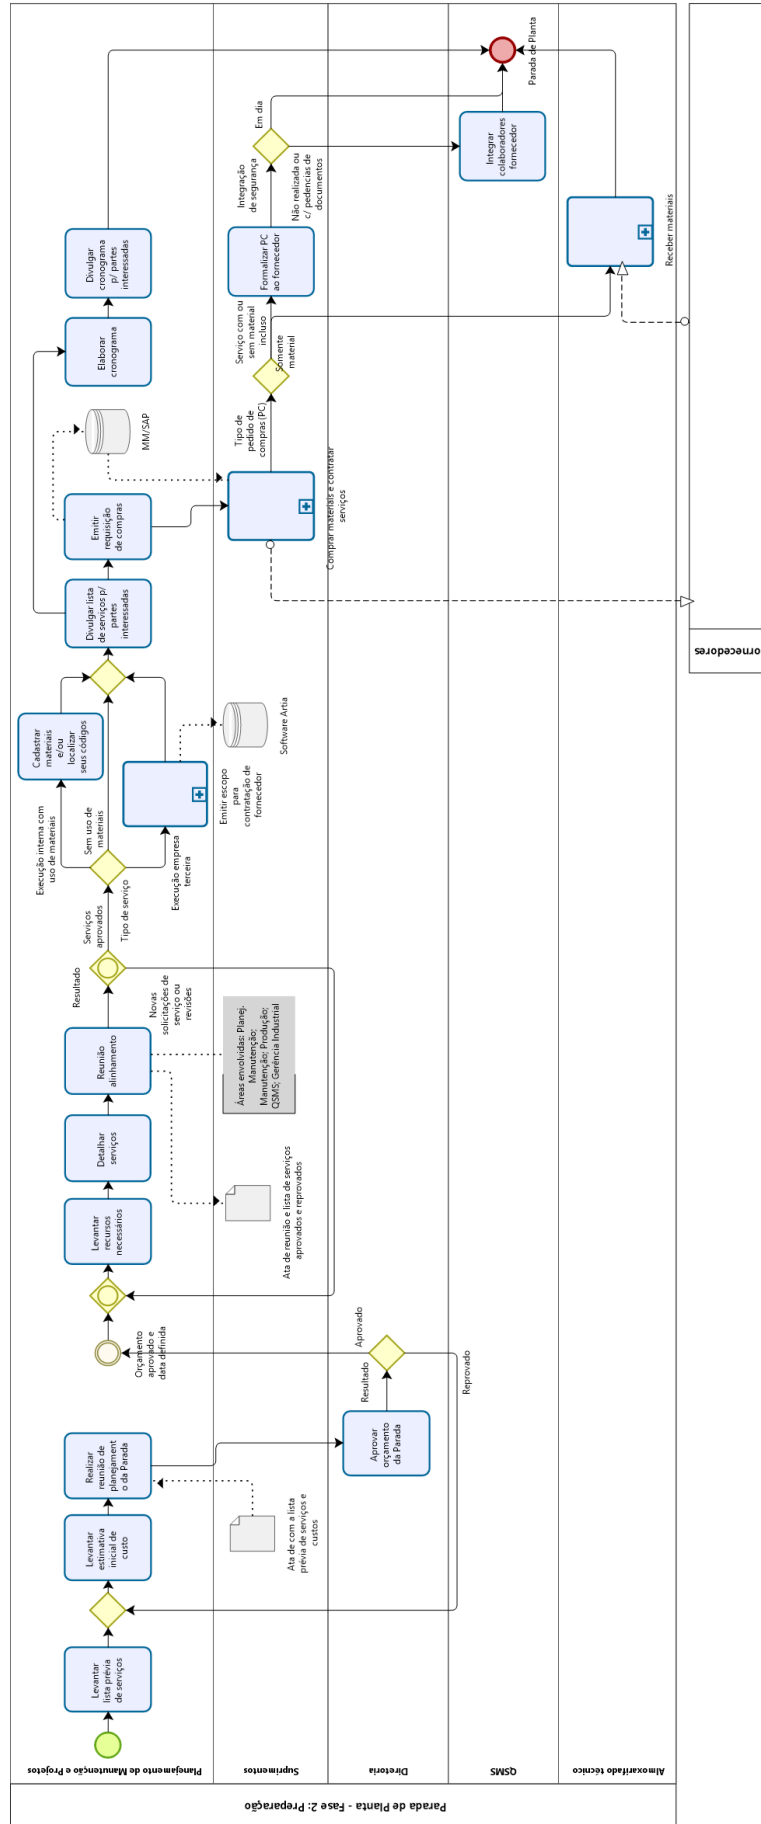 Parada de Planta - Fase 2: Preparação
Planejamento de Manutenção e Projetos
Suprimentos
Diretoria
QSMS
Almoxarifado técnico
Levantar
lista prévia
de serviços
Levantar
estimativa
inicial de
custo
Realizar
reunião de
planejament
o da Parada
Ata de com a lista
prévia de serviços e
custos
Aprovar
orçamento
da Parada
Resultado
Aprovado
Reprovado
Orçamento
aprovado e
data definida
Levantar
recursos
necessários
Detalhar
serviços
Reunião
alinhamento
Ata de reunião e lista de serviços
aprovados e reprovados
Áreas envolvidas: Planej.
Manutenção;
Manutenção; Produção;
QSMS; Gerência Industrial
Resultado
Novas
solicitações de
serviço ou
revisões
Serviços
aprovados
Tipo de serviço
Execução interna com
uso de materiais
Sem uso de
materiais
Execução empresa
terceira
Cadastrar
materiais
e/ou
localizar
seus códigos
Emitir escopo
para
contratação de
fornecedor
Software Artia
Divulgar lista
de serviços p/
partes
interessadas
Emitir
requisição
de compras
MM/SAP
Elaborar
cronograma
Divulgar
cronograma
p/ partes
interessadas
Comprar materiais e contratar
serviços
Tipo de
pedido de
compras (PC)
Serviço com ou
sem material
incluso
Somente
material
Formalizar PC
ao fornecedor
Integração
de segurança
Em dia
Não realizada ou
c/ pedencias de
documentos
Integrar
colaboradores
fornecedor
Parada de Planta
Receber materiais
ornecedores